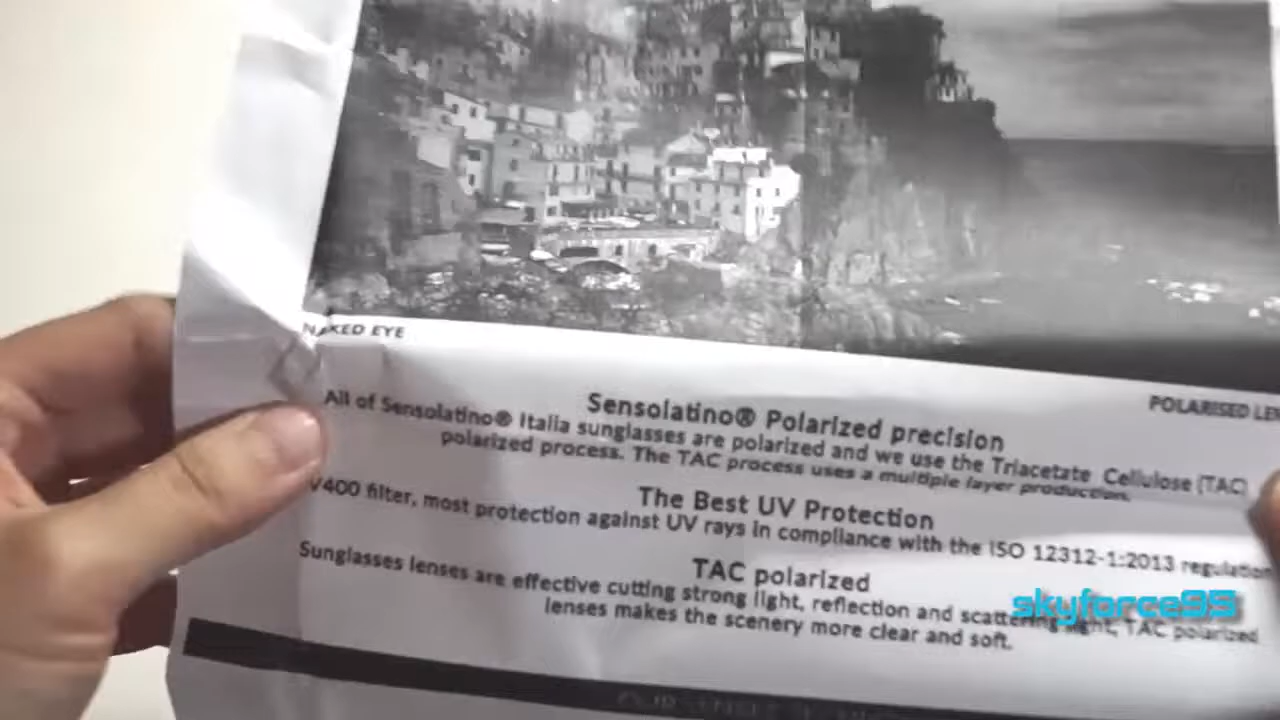 NAKED EYE
POLARISED LEN
Sensolatino® Polarized precision
All of Sensolatino® Italia sunglasses are polarized and we use the Triacetate Cellulose (TAC)
polarized process. The TAC process uses a multiple layer production.
The Best UV Protection
V400 filter, most protection against UV rays in compliance with the ISO 12312-1:2013 regulation
TAC polarized
Sunglasses lenses are effective cutting strong light, reflection and scattering light, TAC polarized
lenses makes the scenery more clear and soft.
skyforce99